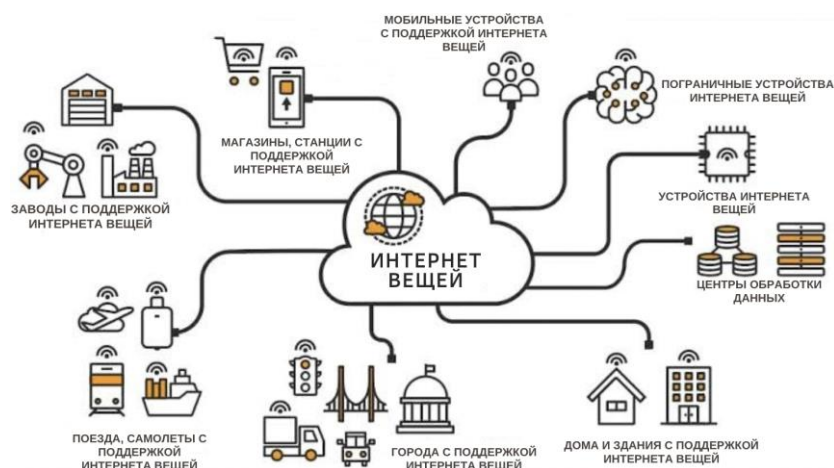 МОБИЛЬНЫЕ УСТРОЙСТВА
С ПОДДЕРЖКОЙ ИНТЕРНЕТА
ВЕЩЕЙ
ПОГРАНИЧНЫЕ УСТРОЙСТВА
ИНТЕРНЕТА ВЕЩЕЙ
МАГАЗИНЫ, СТАНЦИИ С
ПОДДЕРЖКОЙ
ИНТЕРНЕТА ВЕЩЕЙ
УСТРОЙСТВА ИНТЕРНЕТА
ВЕЩЕЙ
ЗАВОДЫ С ПОДДЕРЖКОЙ
ИНТЕРНЕТА ВЕЩЕЙ
ИНТЕРНЕТ
ВЕЩЕЙ
ЦЕНТРЫ ОБРАБОТКИ
ДАННЫХ
ПОЕЗДА, САМОЛЕТЫ С
ПОДДЕРЖКОЙ
ИНТЕРНЕТА ВЕЩЕЙ
ГОРОДА С ПОДДЕРЖКОЙ
ИНТЕРНЕТА ВЕЩЕЙ
ДОМА И ЗДАНИЯ С ПОДДЕРЖКОЙ
ИНТЕРНЕТА ВЕЩЕЙ